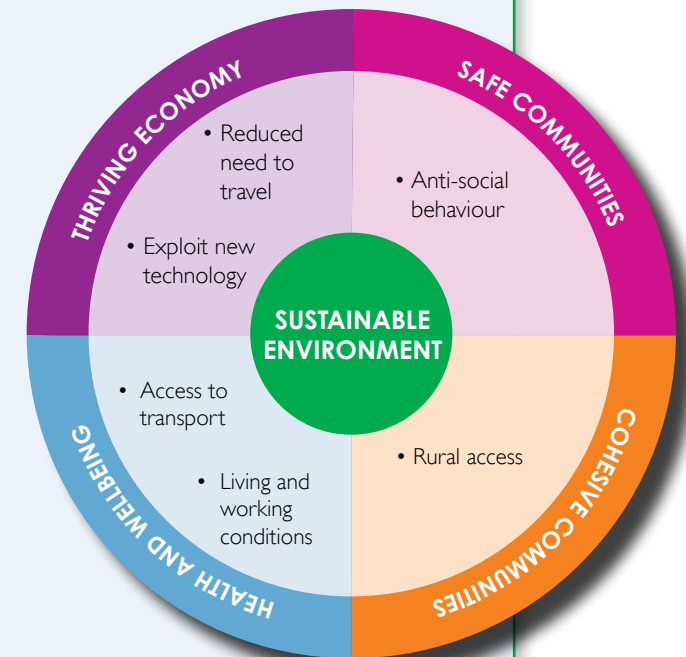 THRIVING ECONOMY
• Reduced
need to
travel
• Exploit new
technology
SAFE COMMUNITIES
• Anti-social
behaviour
SUSTAINABLE
ENVIRONMENT
• Access to
transport
• Living and
working
conditions
HEALTH AND WELLBEING
• Rural access
COHESIVE COMMUNITIES